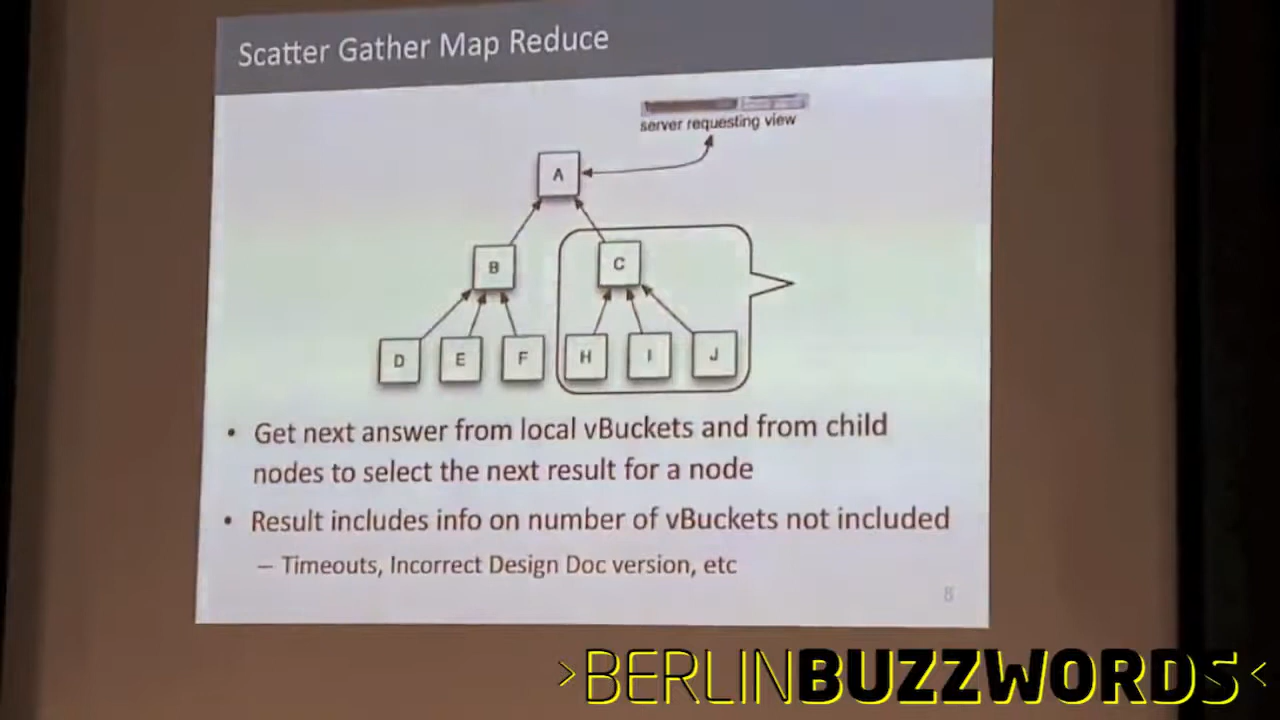 Scatter Gather Map Reduce
server requesting view
A
B
C
D
E
F
H
I
J
• Get next answer from local vBuckets and from child
nodes to select the next result for a node
• Result includes info on number of vBuckets not included
– Timeouts, Incorrect Design Doc version, etc
8
>BERLINBUZZWORDS<